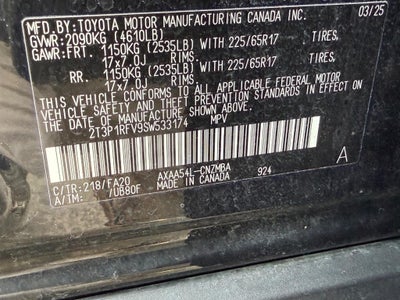 MFD. BY TOYOTA MOTOR MANUFACTURING CANADA INC. 03/25
GVWR: 2090KG (4610LB)
GAWR: FRT 1150KG (2535LB) WITH 225/65R17
17x7.0J RIMS,
RR 1150KG (2535LB) WITH 225/65R17
17x7.0J RIMS,
THIS VEHICLE CONFORMS TO ALL APPLICABLE FEDERAL MOTOR
VEHICLE SAFETY AND THEFT PREVENTION STANDARDS
IN EFFECT ON THE DATE OF MANUFACTURE SHOWN ABOVE.
2T3P1RFV9SW533174 MPV
A
C/TR: 218/FA20 AXAA54L-CNZMBA 924
A/TM: /UB80F MADE IN CANADA